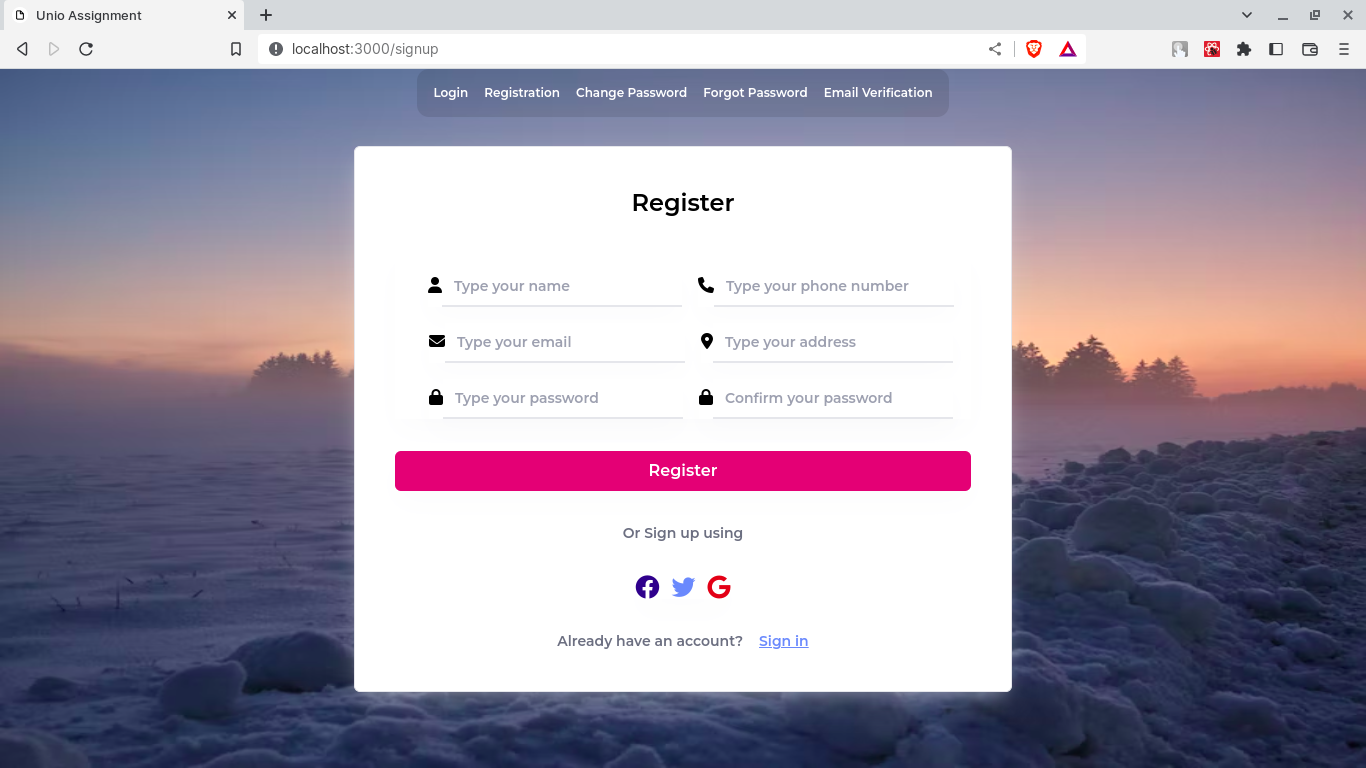 Unio Assignment
localhost:3000/signup
Login Registration Change Password Forgot Password Email Verification
Register
Type your name Type your phone number
Type your email Type your address
Type your password Confirm your password
Register
Or Sign up using
Already have an account? Sign in